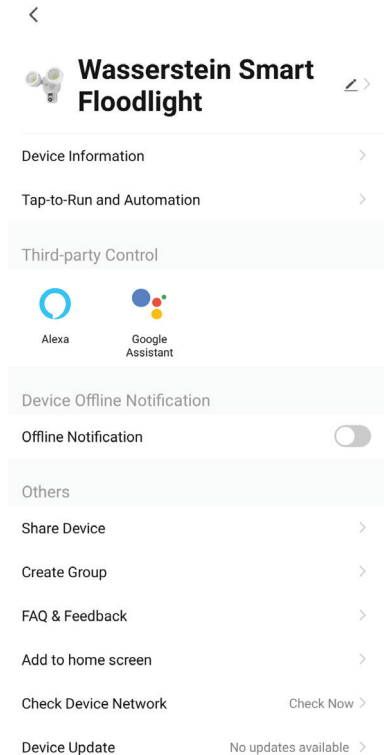 Wasserstein Smart
Floodlight
Device Information
Tap-to-Run and Automation
Third-party Control
Alexa
Google
Assistant
Device Offline Notification
Offline Notification
Others
Share Device
Create Group
FAQ & Feedback
Add to home screen
Check Device Network Check Now
Device Update No updates available